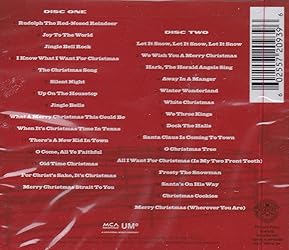 DISC ONE
Rudolph The Red-Nosed Reindeer
Joy To The World
Jingle Bell Rock
I Know What I Want For Christmas
The Christmas Song
Silent Night
Up On The Housetop
Jingle Bells
What A Merry Christmas This Could Be
When It's Christmas Time In Texas
There's A New Kid In Town
O Come, All Ye Faithful
Old Time Christmas
For Christ's Sake, It's Christmas
Merry Christmas Strait To You
DISC TWO
Let It Snow, Let It Snow, Let It Snow
We Wish You A Merry Christmas
Hark, The Herald Angels Sing
Away In A Manger
Winter Wonderland
White Christmas
We Three Kings
Deck The Halls
Santa Claus Is Coming To Town
O Christmas Tree
All I Want For Christmas (Is My Two Front Teeth)
Frosty The Snowman
Santa's On His Way
Christmas Cookies
Merry Christmas (Wherever You Are)
MCA UMe
6 02557 20939 6